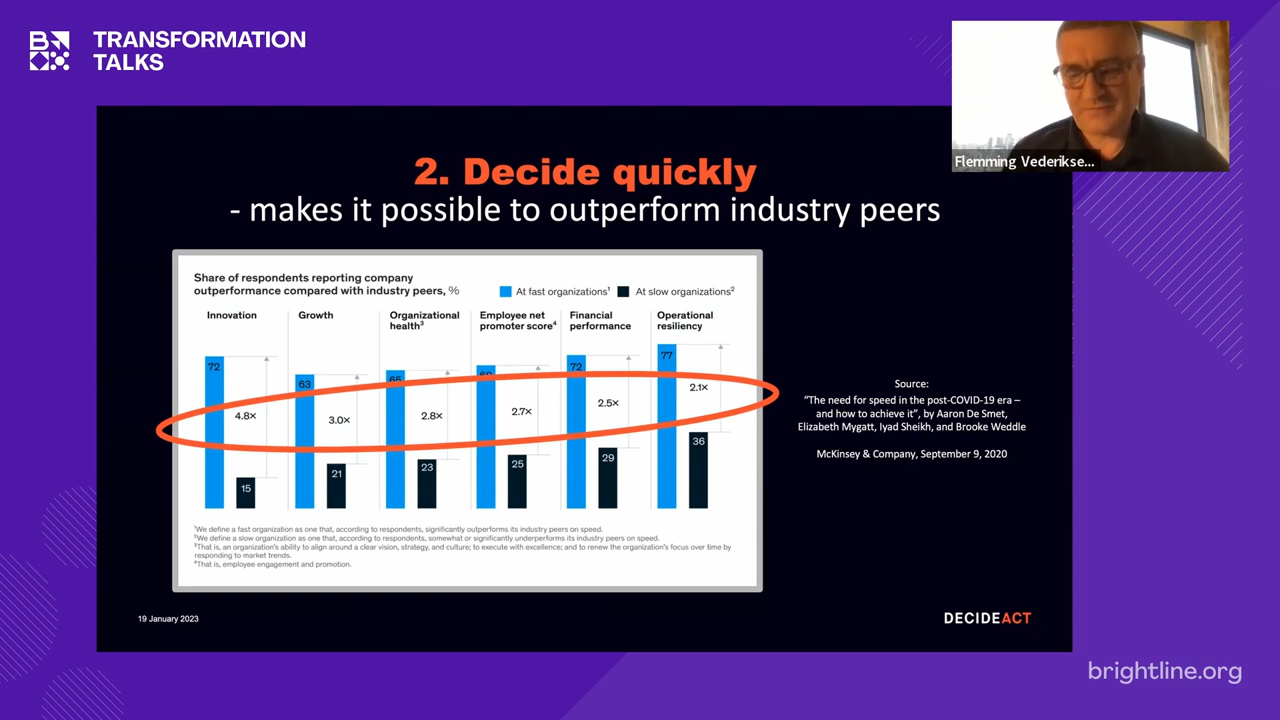 TRANSFORMATION
TALKS
Flemming Vederikse...
2. Decide quickly
- makes it possible to outperform industry peers
Share of respondents reporting company
outperformance compared with industry peers, %
At fast organizations¹ At slow organizations²
Innovation
Growth
Organizational
health³
Employee net
promoter score⁴
Financial
performance
Operational
resiliency
72
4.8×
15
63
3.0×
21
65
2.8×
23
2.7×
25
72
2.5×
29
77
2.1×
36
¹We define a fast organization as one that, according to respondents, significantly outperforms its industry peers on speed.
²We define a slow organization as one that, according to respondents, somewhat or significantly underperforms its industry peers on speed.
³That is, an organization's ability to align around a clear vision, strategy, and culture; to execute with excellence; and to renew the organization's focus over time by
responding to market trends.
⁴That is, employee engagement and promotion.
Source:
“The need for speed in the post-COVID-19 era –
and how to achieve it”, by Aaron De Smet,
Elizabeth Mygatt, Iyad Sheikh, and Brooke Weddle
McKinsey & Company, September 9, 2020
19 January 2023
DECIDEACT
brightline.org